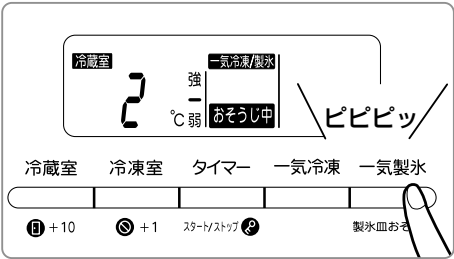 冷蔵室 一気冷凍/製氷
2 ℃ 強 弱 おそうじ中
ピピピッ
冷蔵室 冷凍室 タイマー 一気冷凍 一気製氷
+10 +1 スタート/ストップ 製氷皿おそ